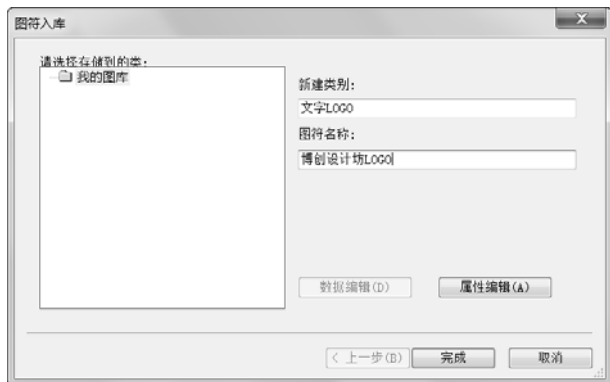 图符入库
请选择存储到的类:
我的图库
新建类别:
文字LOGO
图符名称:
博创设计坊LOGO
数据编辑(D)
属性编辑(A)
< 上一步(B)
完成
取消